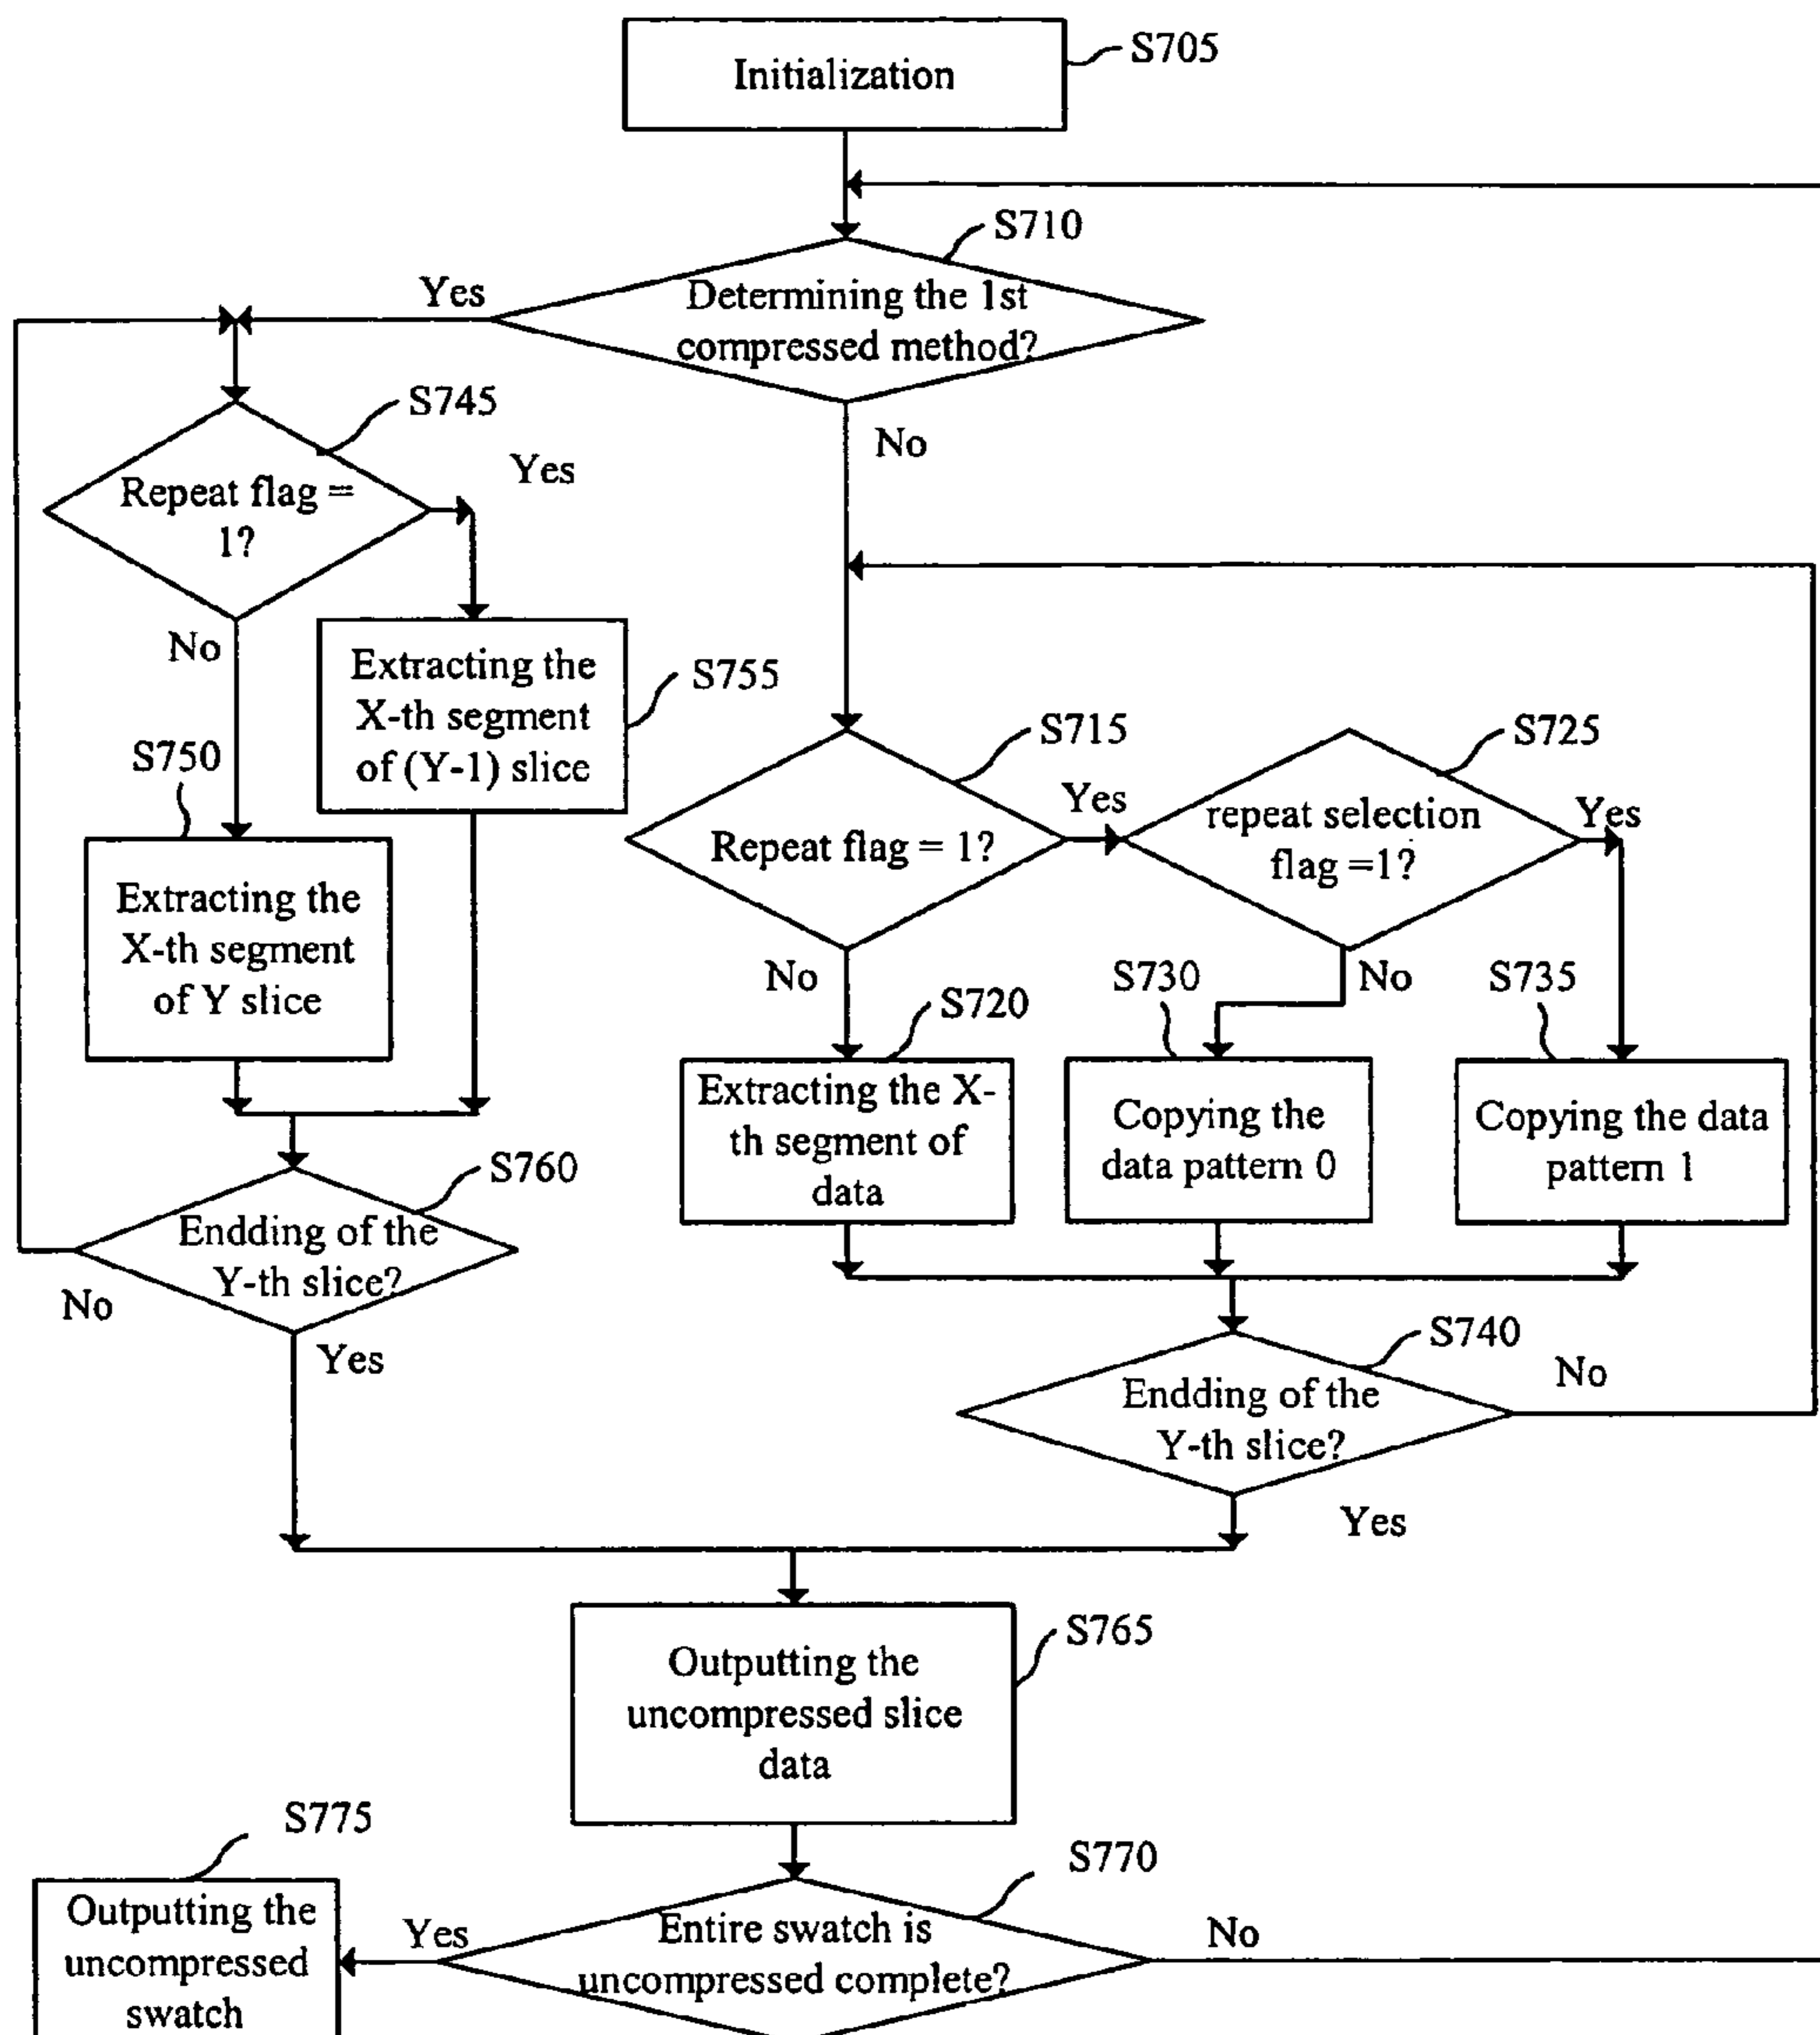 Initialization
S705
S710
Determining the 1st
compressed method?
Yes
No
S745
Repeat flag =
1?
Yes
No
Extracting the
X-th segment
of (Y-1) slice
S755
S750
Extracting the
X-th segment
of Y slice
S715
Repeat flag = 1?
Yes
No
S725
repeat selection
flag =1?
Yes
No
S720
Extracting the X-
th segment of
data
S730
Copying the
data pattern 0
S735
Copying the data
pattern 1
S760
Endding of the
Y-th slice?
No
Yes
S740
Endding of the
Y-th slice?
No
Yes
S765
Outputting the
uncompressed slice
data
S775
Outputting the
uncompressed
swatch
S770
Entire swatch is
uncompressed complete?
Yes
No